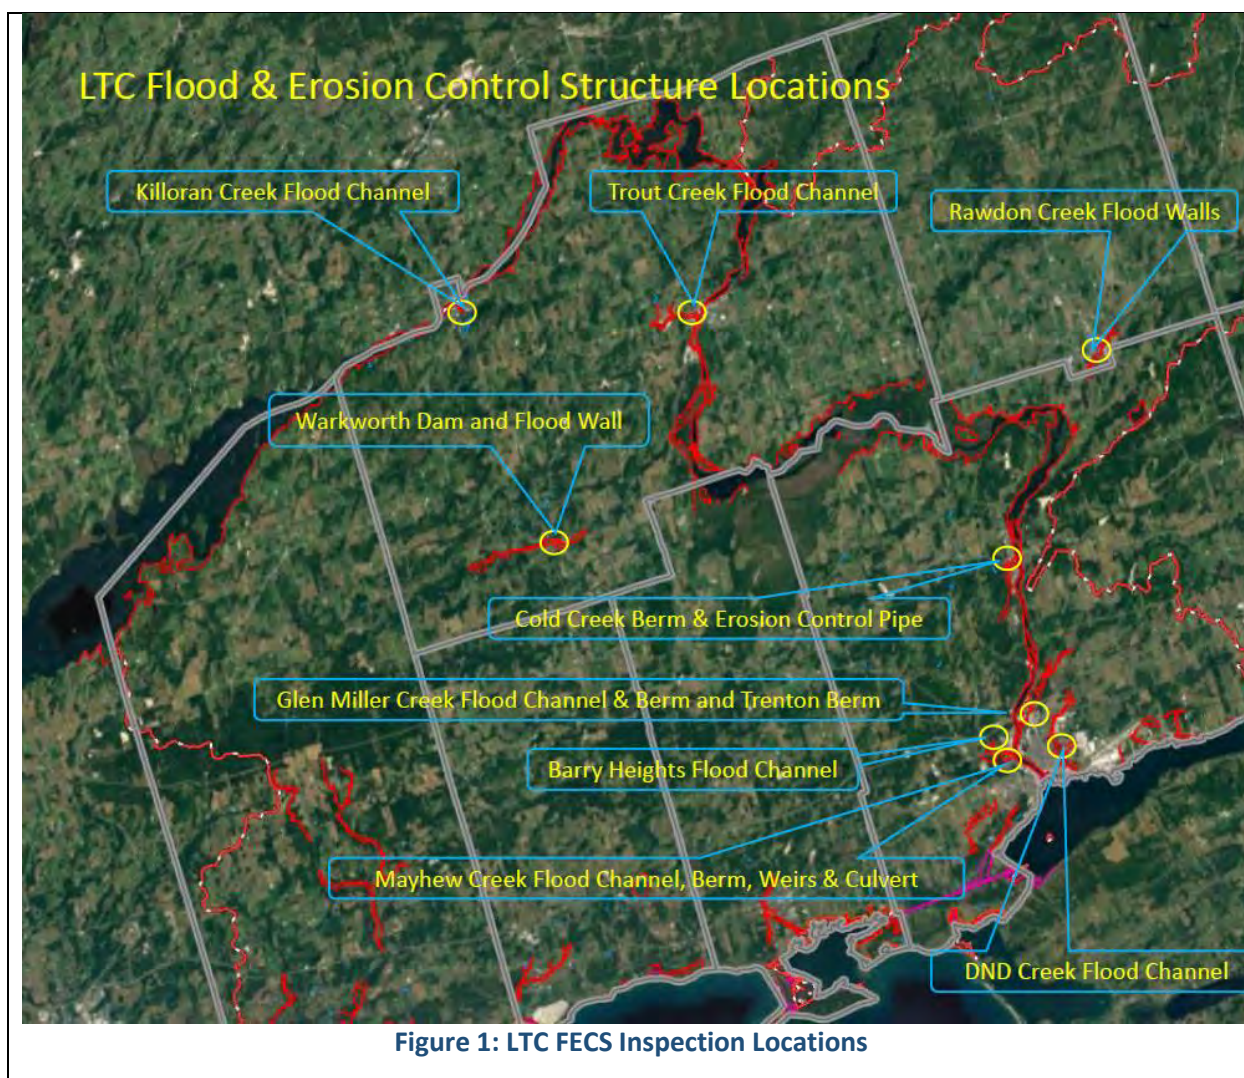 LTC Flood & Erosion Control Structure Locations
Killoran Creek Flood Channel
Trout Creek Flood Channel
Rawdon Creek Flood Walls
Warkworth Dam and Flood Wall
Cold Creek Berm & Erosion Control Pipe
Glen Miller Creek Flood Channel & Berm and Trenton Berm
Barry Heights Flood Channel
Mayhew Creek Flood Channel, Berm, Weirs & Culvert
DND Creek Flood Channel
Figure 1: LTC FECS Inspection Locations